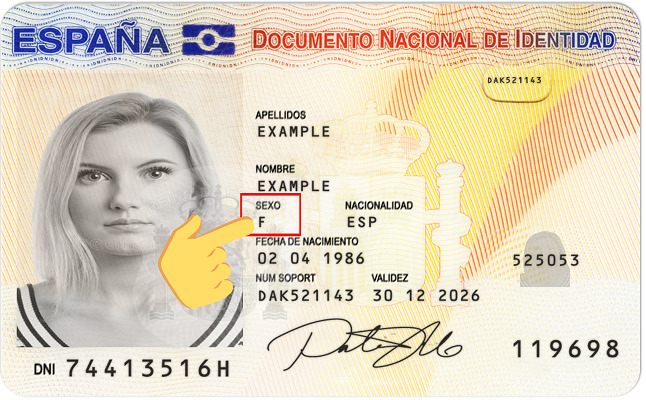 ESPAÑA DOCUMENTO NACIONAL DE IDENTIDAD
DAK521143
APELLIDOS
EXAMPLE
NOMBRE
EXAMPLE
SEXO NACIONALIDAD
F ESP
FECHA DE NACIMIENTO
02 04 1986 525053
NUM SOPORT VALIDEZ
DAK521143 30 12 2026
DNI 74413516H 119698